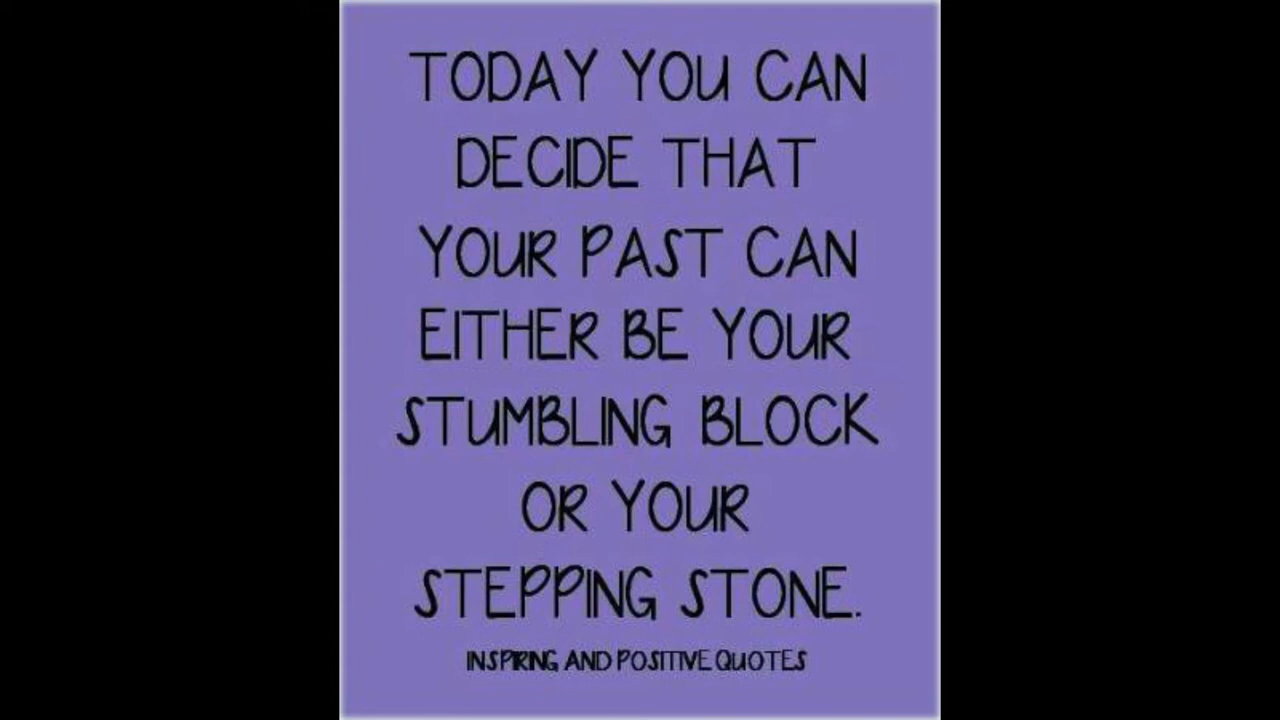 TODAY YOU CAN
DECIDE THAT
YOUR PAST CAN
EITHER BE YOUR
STUMBLING BLOCK
OR YOUR
STEPPING STONE.
INSPIRING AND POSITIVE QUOTES